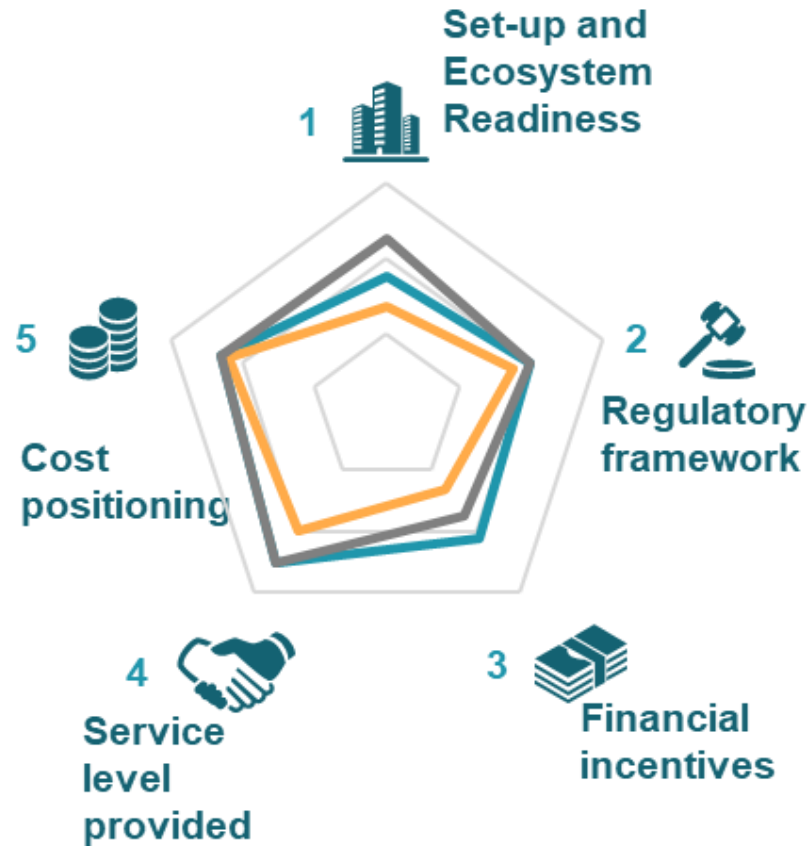 1
Set-up and
Ecosystem
Readiness
2
Regulatory
framework
3
Financial
incentives
4
Service
level
provided
5
Cost
positioning